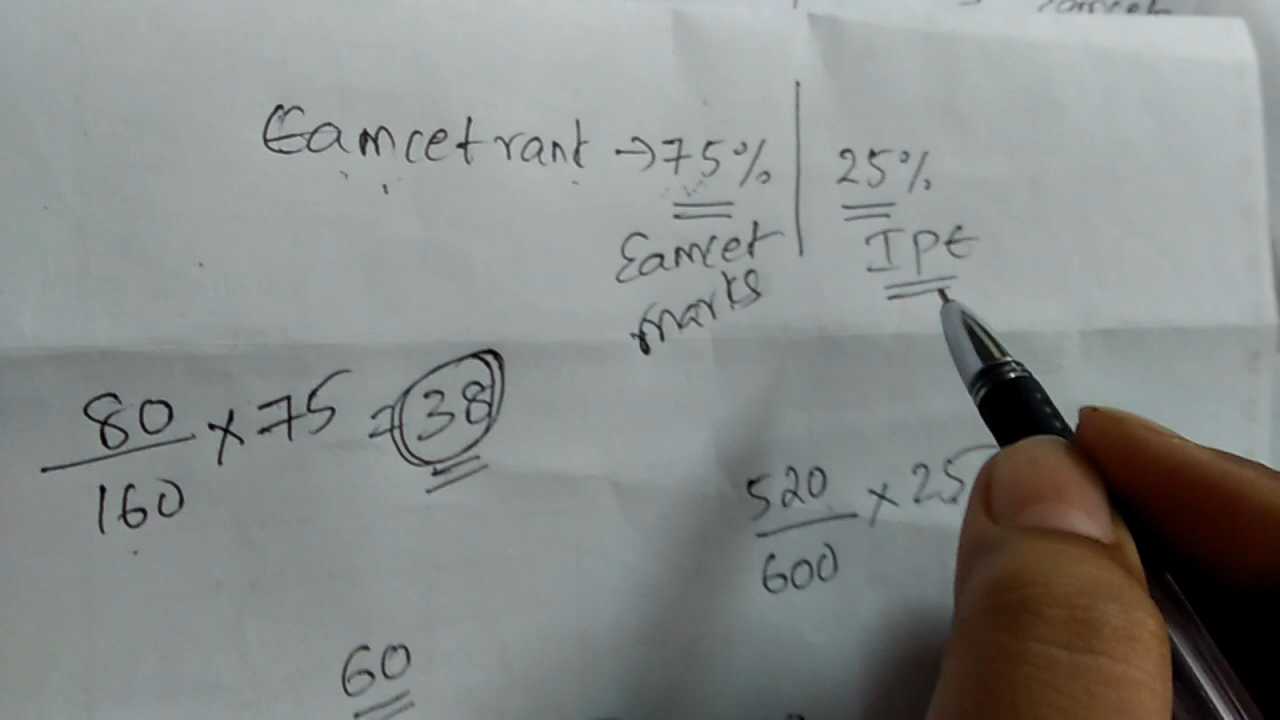 Eamcet rank → 75% | 25%
Eamcet marks
IPE
80/160 × 75 = 38
520/600 × 25
60